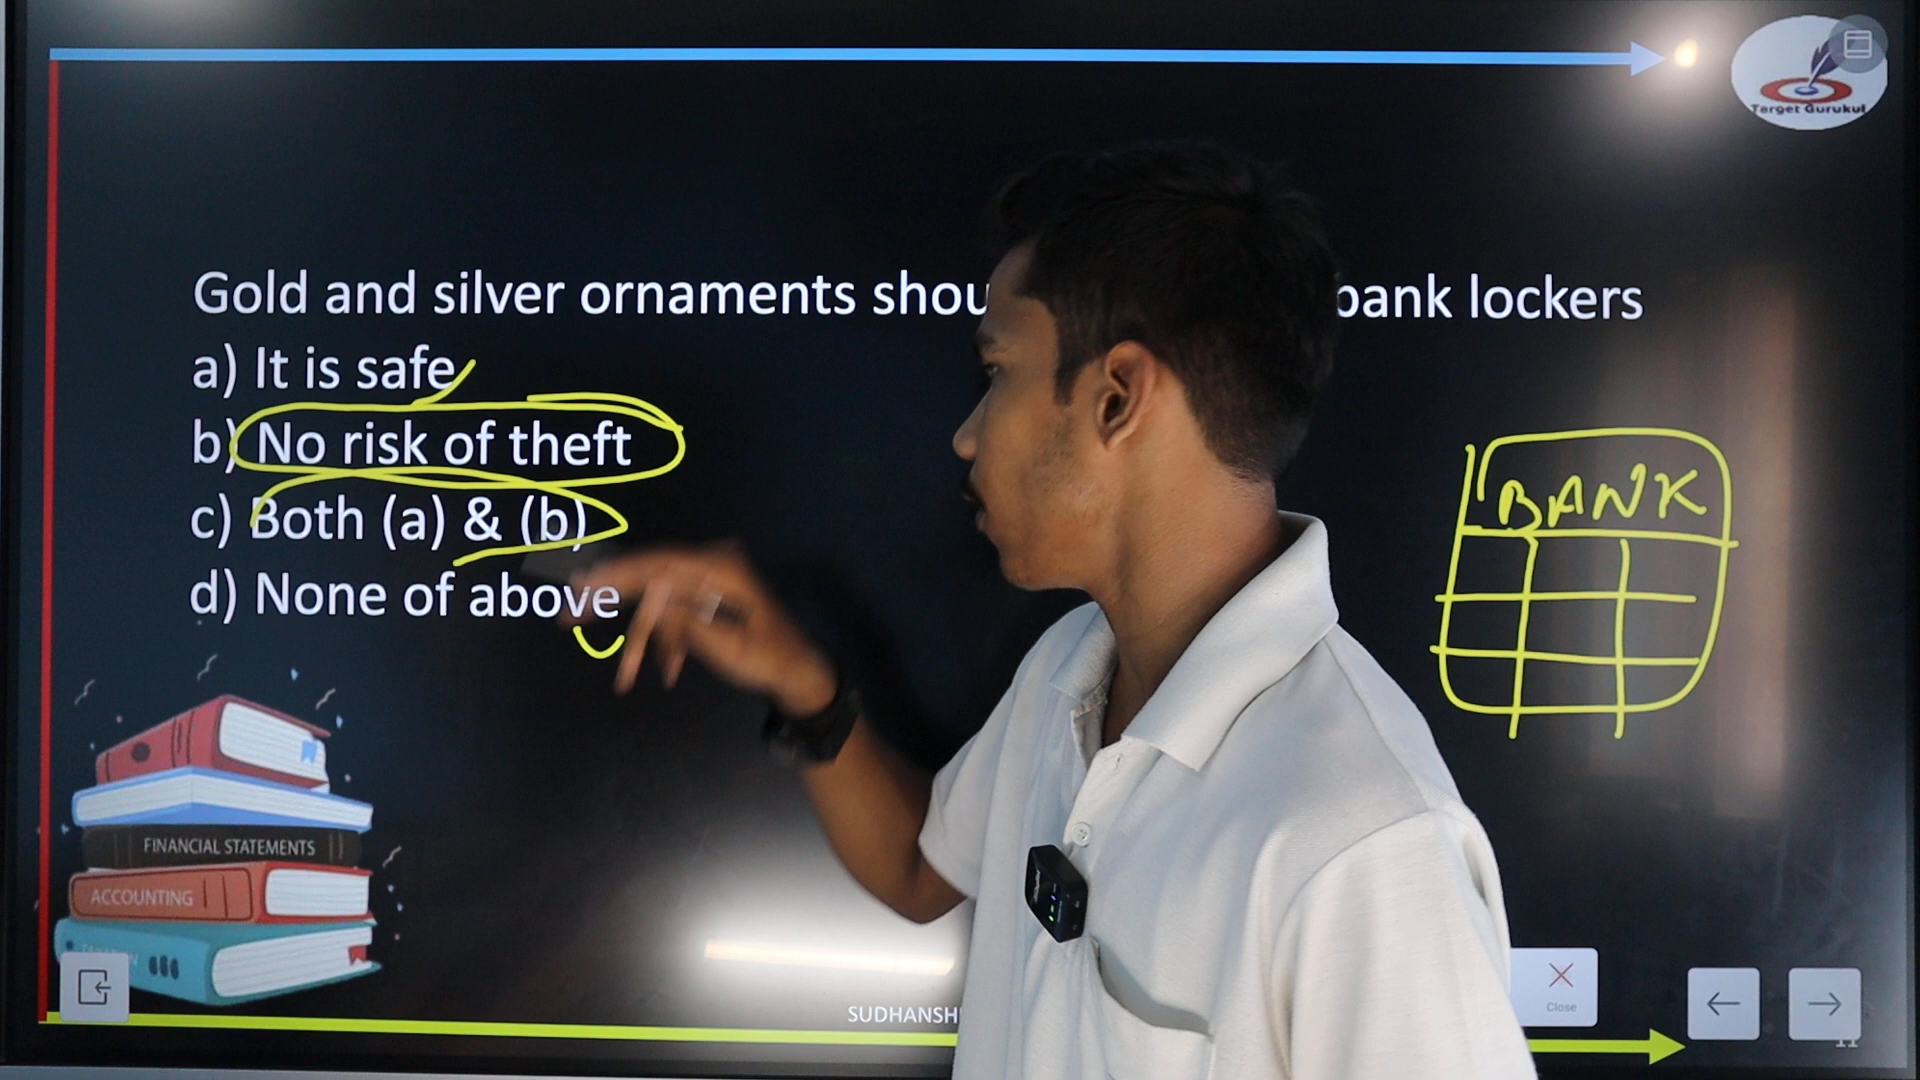 Target Gurukul
Gold and silver ornaments shou bank lockers
a) It is safe
b) No risk of theft
c) Both (a) & (b)
d) None of above
BANK
FINANCIAL STATEMENTS
ACCOUNTING
SUDHANSH
Close
11